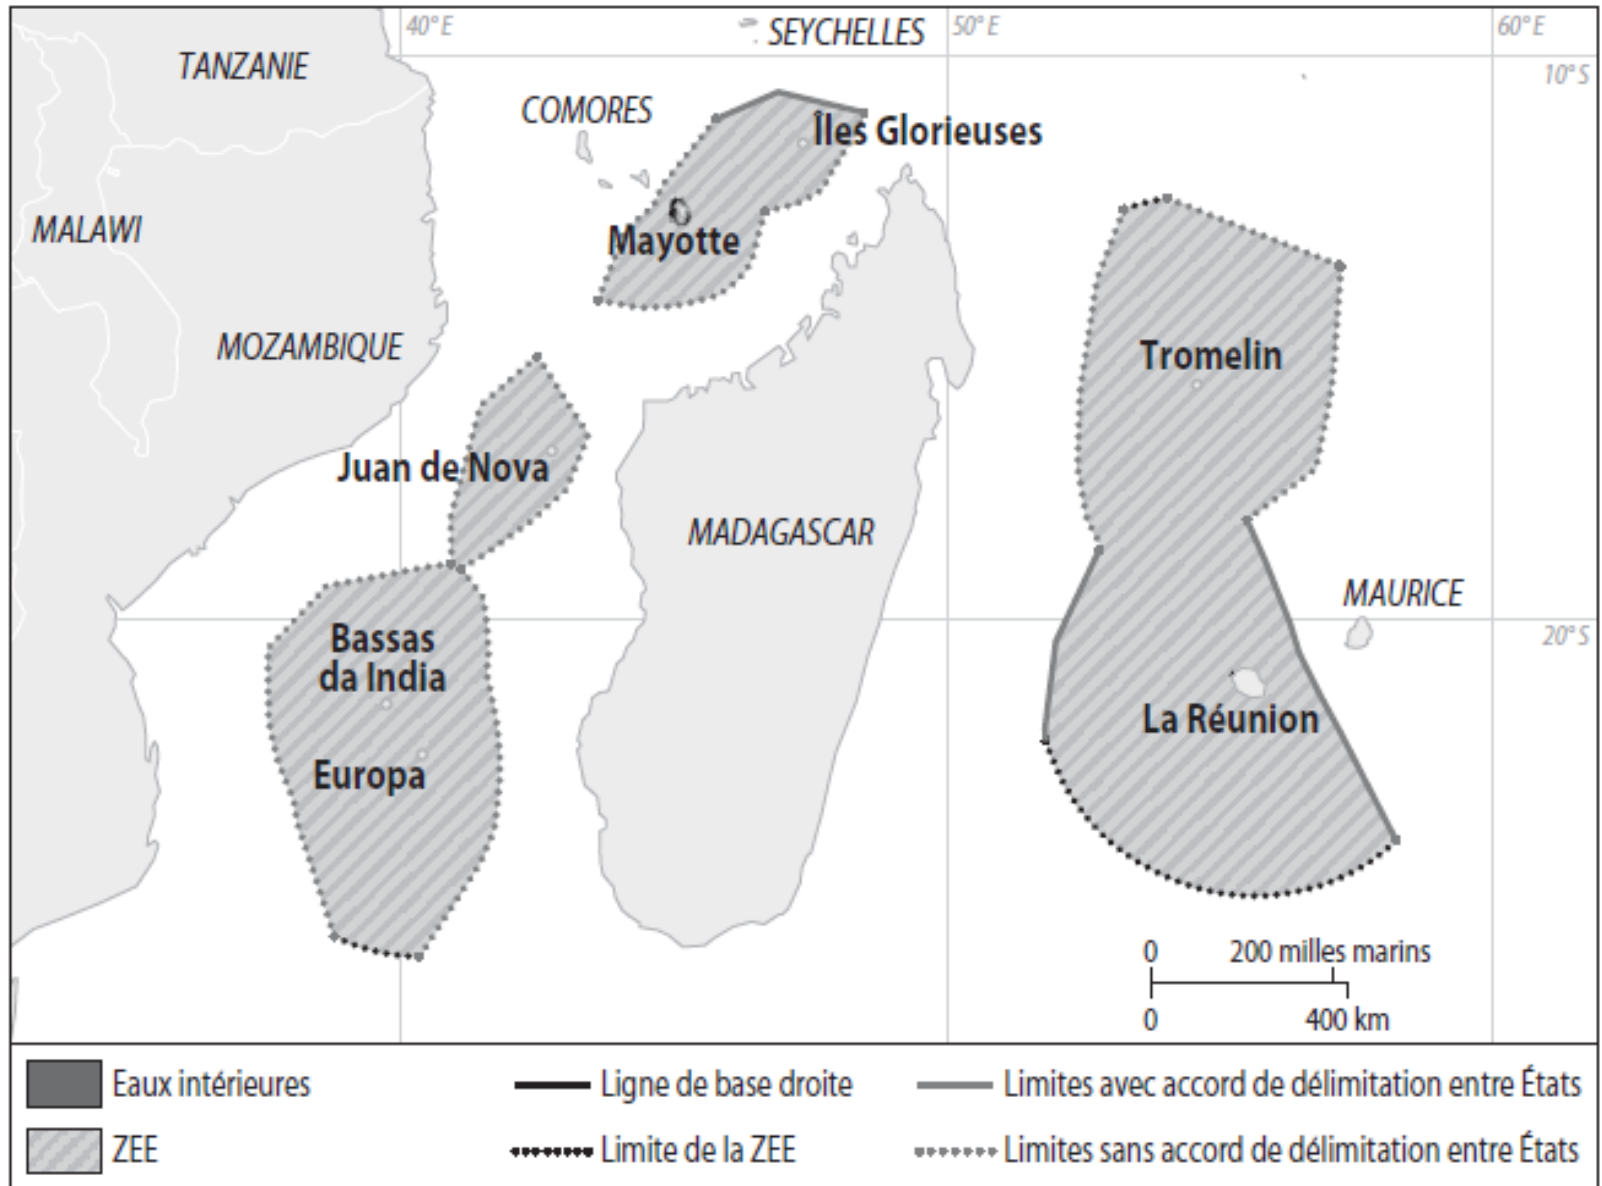 40° E
SEYCHELLES
50° E
60° E
TANZANIE
10° S
COMORES
Îles Glorieuses
MALAWI
Mayotte
MOZAMBIQUE
Tromelin
Juan de Nova
MADAGASCAR
MAURICE
20° S
Bassas
da India
La Réunion
Europa
0
200 milles marins
0
400 km
Eaux intérieures
Ligne de base droite
Limites avec accord de délimitation entre États
ZEE
Limite de la ZEE
Limites sans accord de délimitation entre États